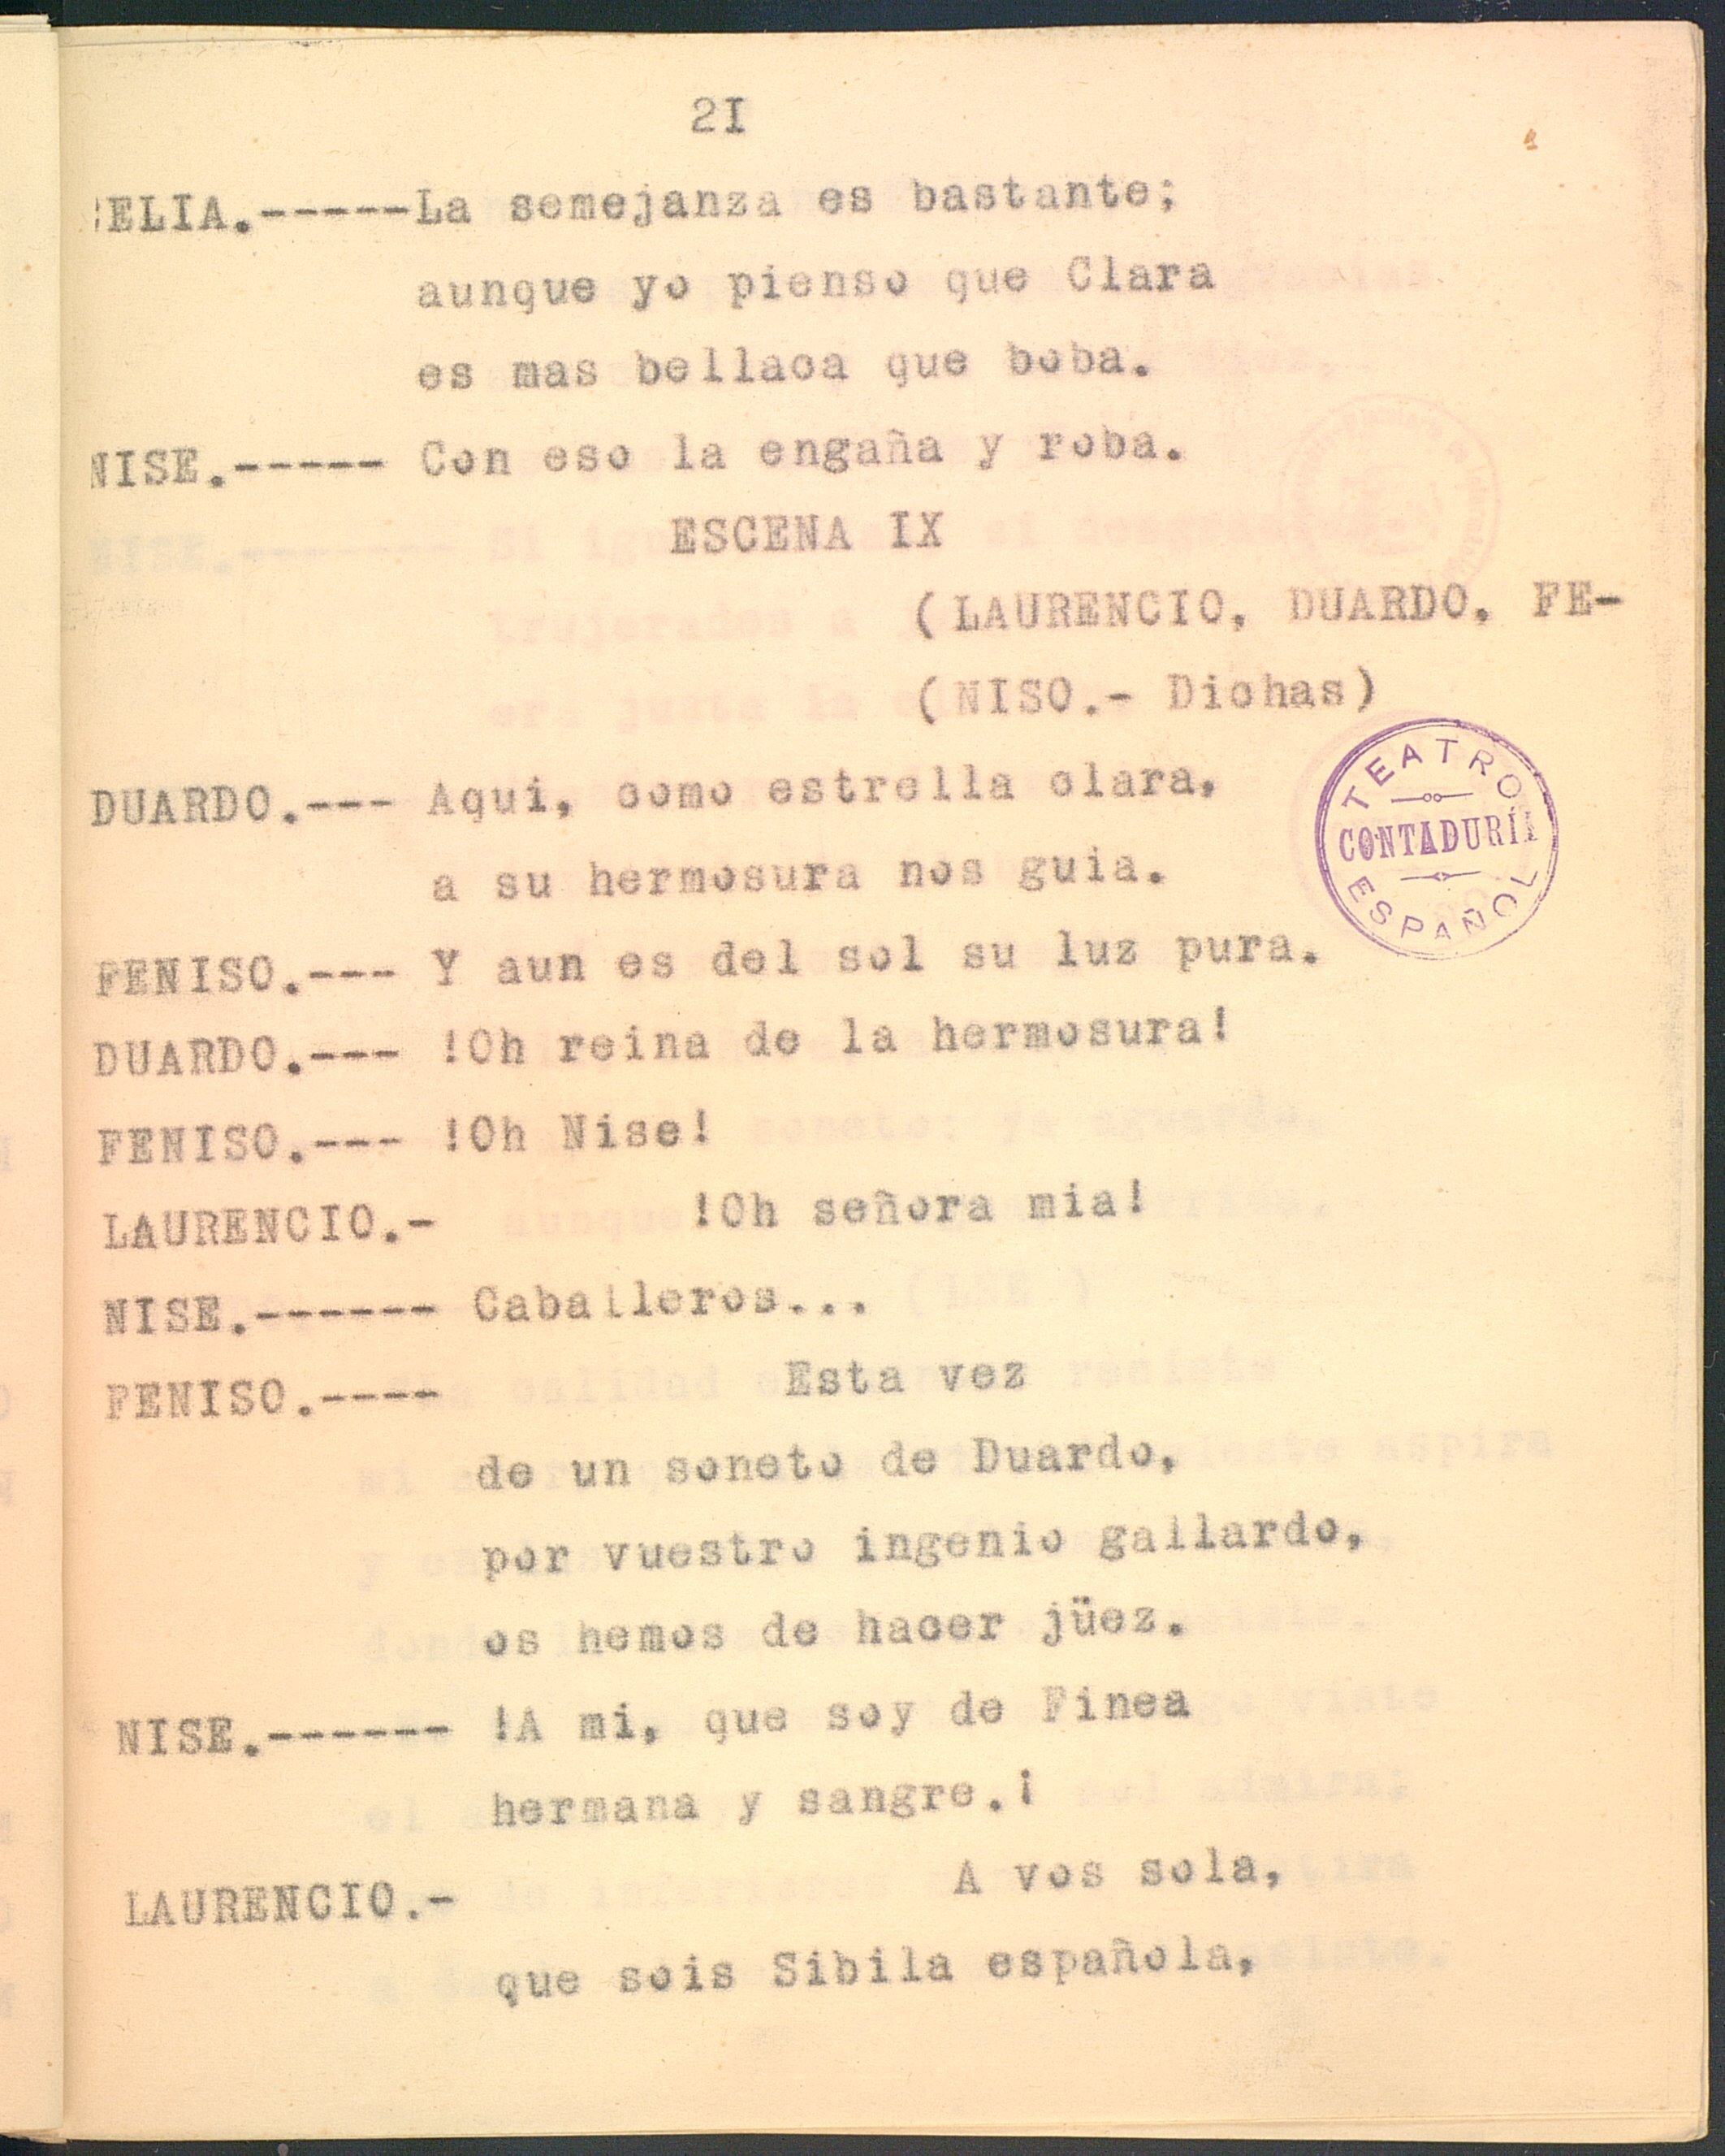 2I
CELIA.-----La semejanza es bastante;
aunque yo pienso que Clara
es mas bellaca que boba.
NISE.----- Con eso la engaña y roba.
ESCENA IX
(LAURENCIO, DUARDO, FE-
(NISO.- Dichas)
DUARDO.--- Aqui, como estrella clara,
a su hermosura nos guia.
TEATRO
CONTADURÍA
ESPAÑOL
FENISO.--- Y aun es del sol su luz pura.
DUARDO.--- !Oh reina de la hermosura!
FENISO.--- !Oh Nise!
LAURENCIO.- !Oh señora mia!
NISE.------ Caballeros...
FENISO.---- Esta vez
de un soneto de Duardo,
por vuestro ingenio gallardo,
os hemos de hacer jüez.
NISE.------ !A mi, que soy de Finea
hermana y sangre.!
LAURENCIO.- A vos sola,
que sois Sibila española,